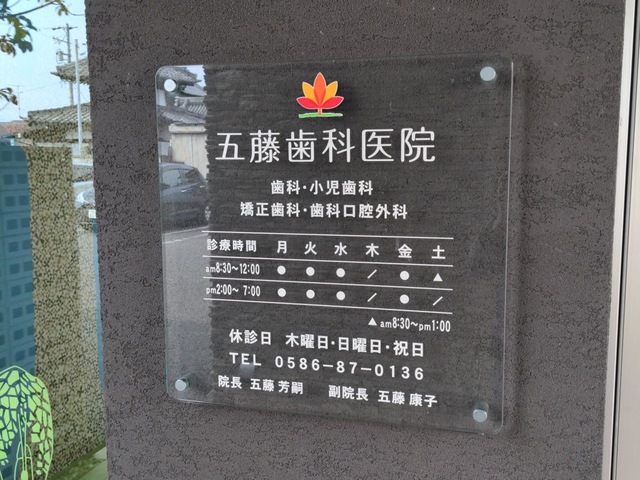 五藤歯科医院
歯科・小児歯科
矯正歯科・歯科口腔外科
診療時間 月 火 水 木 金 土
am8:30~12:00 ● ● ● / ● ▲
pm2:00~ 7:00 ● ● ● / ● /
▲am8:30~pm1:00
休診日 木曜日・日曜日・祝日
TEL 0586-87-0136
院長 五藤 芳嗣 副院長 五藤 康子